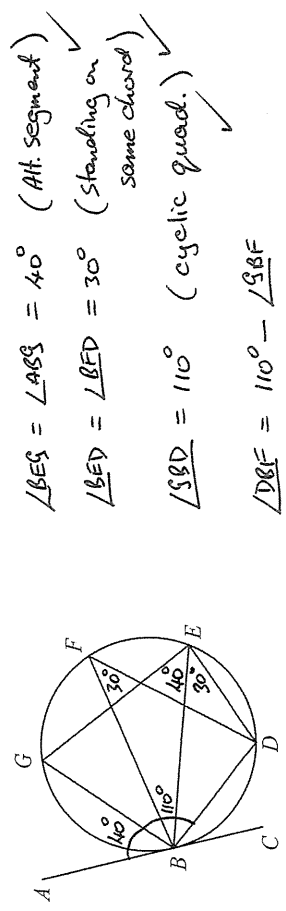 ∠BEG = ∠ABG = 40° (Alt. segment) ✓
∠BED = ∠BFD = 30° (Standing on same chord) ✓
∠GBD = 110° (cyclic quad.) ✓
∠DBF = 110° − ∠GBF
A
G
F
E
D
C
B
40°
110°
30°
40°
30°